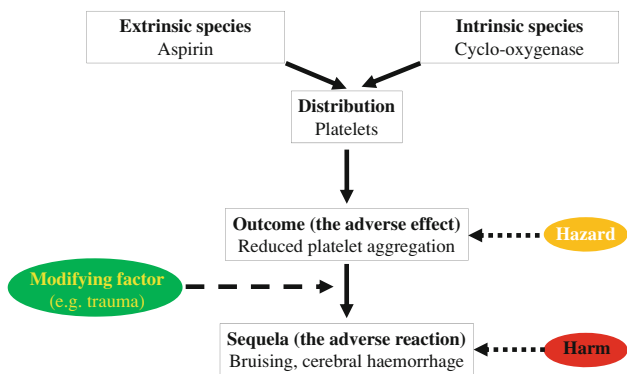 Extrinsic species
Aspirin
Intrinsic species
Cyclo-oxygenase
Distribution
Platelets
Outcome (the adverse effect)
Reduced platelet aggregation
Hazard
Modifying factor
(e.g. trauma)
Sequela (the adverse reaction)
Bruising, cerebral haemorrhage
Harm